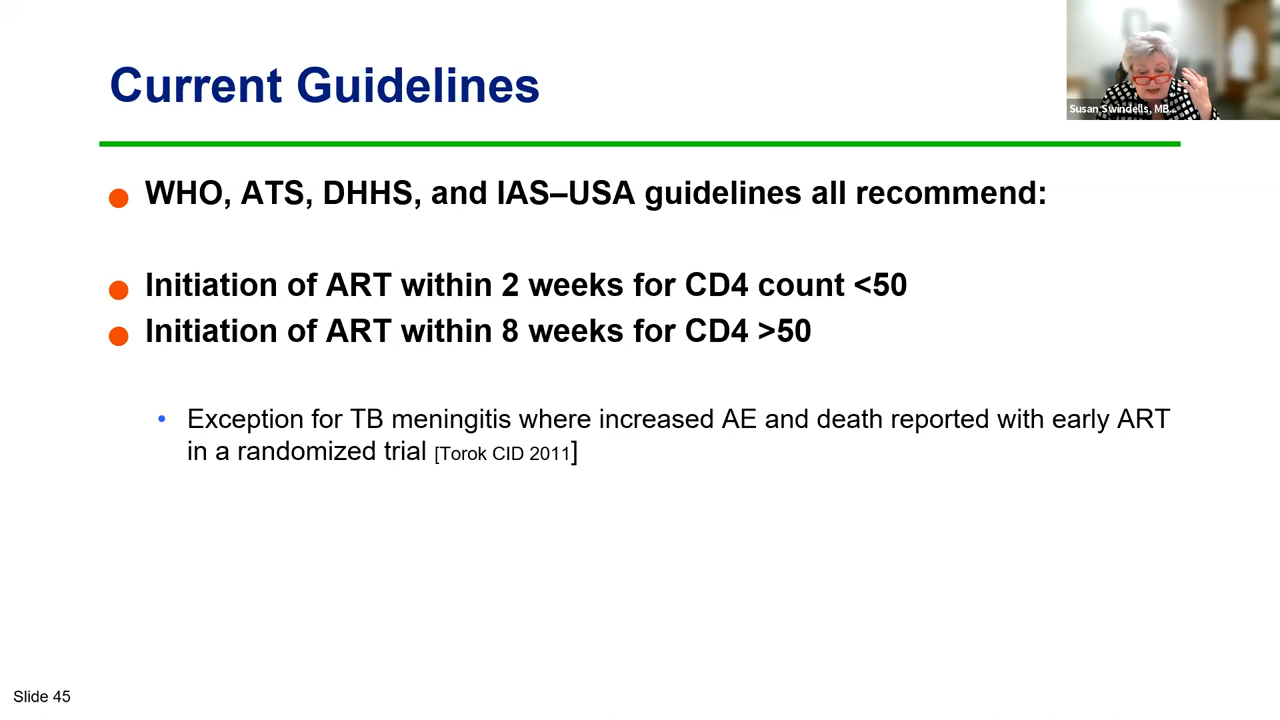 Current Guidelines
Susan Swindells, MB...
WHO, ATS, DHHS, and IAS–USA guidelines all recommend:
Initiation of ART within 2 weeks for CD4 count <50
Initiation of ART within 8 weeks for CD4 >50
Exception for TB meningitis where increased AE and death reported with early ART
in a randomized trial [Torok CID 2011]
Slide 45